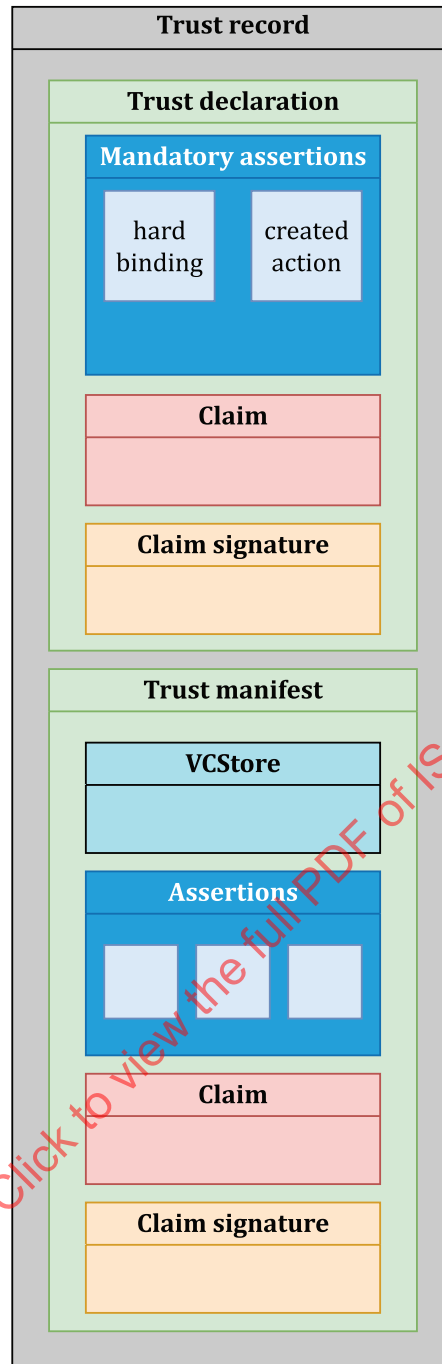 Trust record
Trust declaration
Mandatory assertions
hard
binding
created
action
Claim
Claim signature
Trust manifest
VCStore
Assertions
Claim
Claim signature
Click to view the full PDF of IS